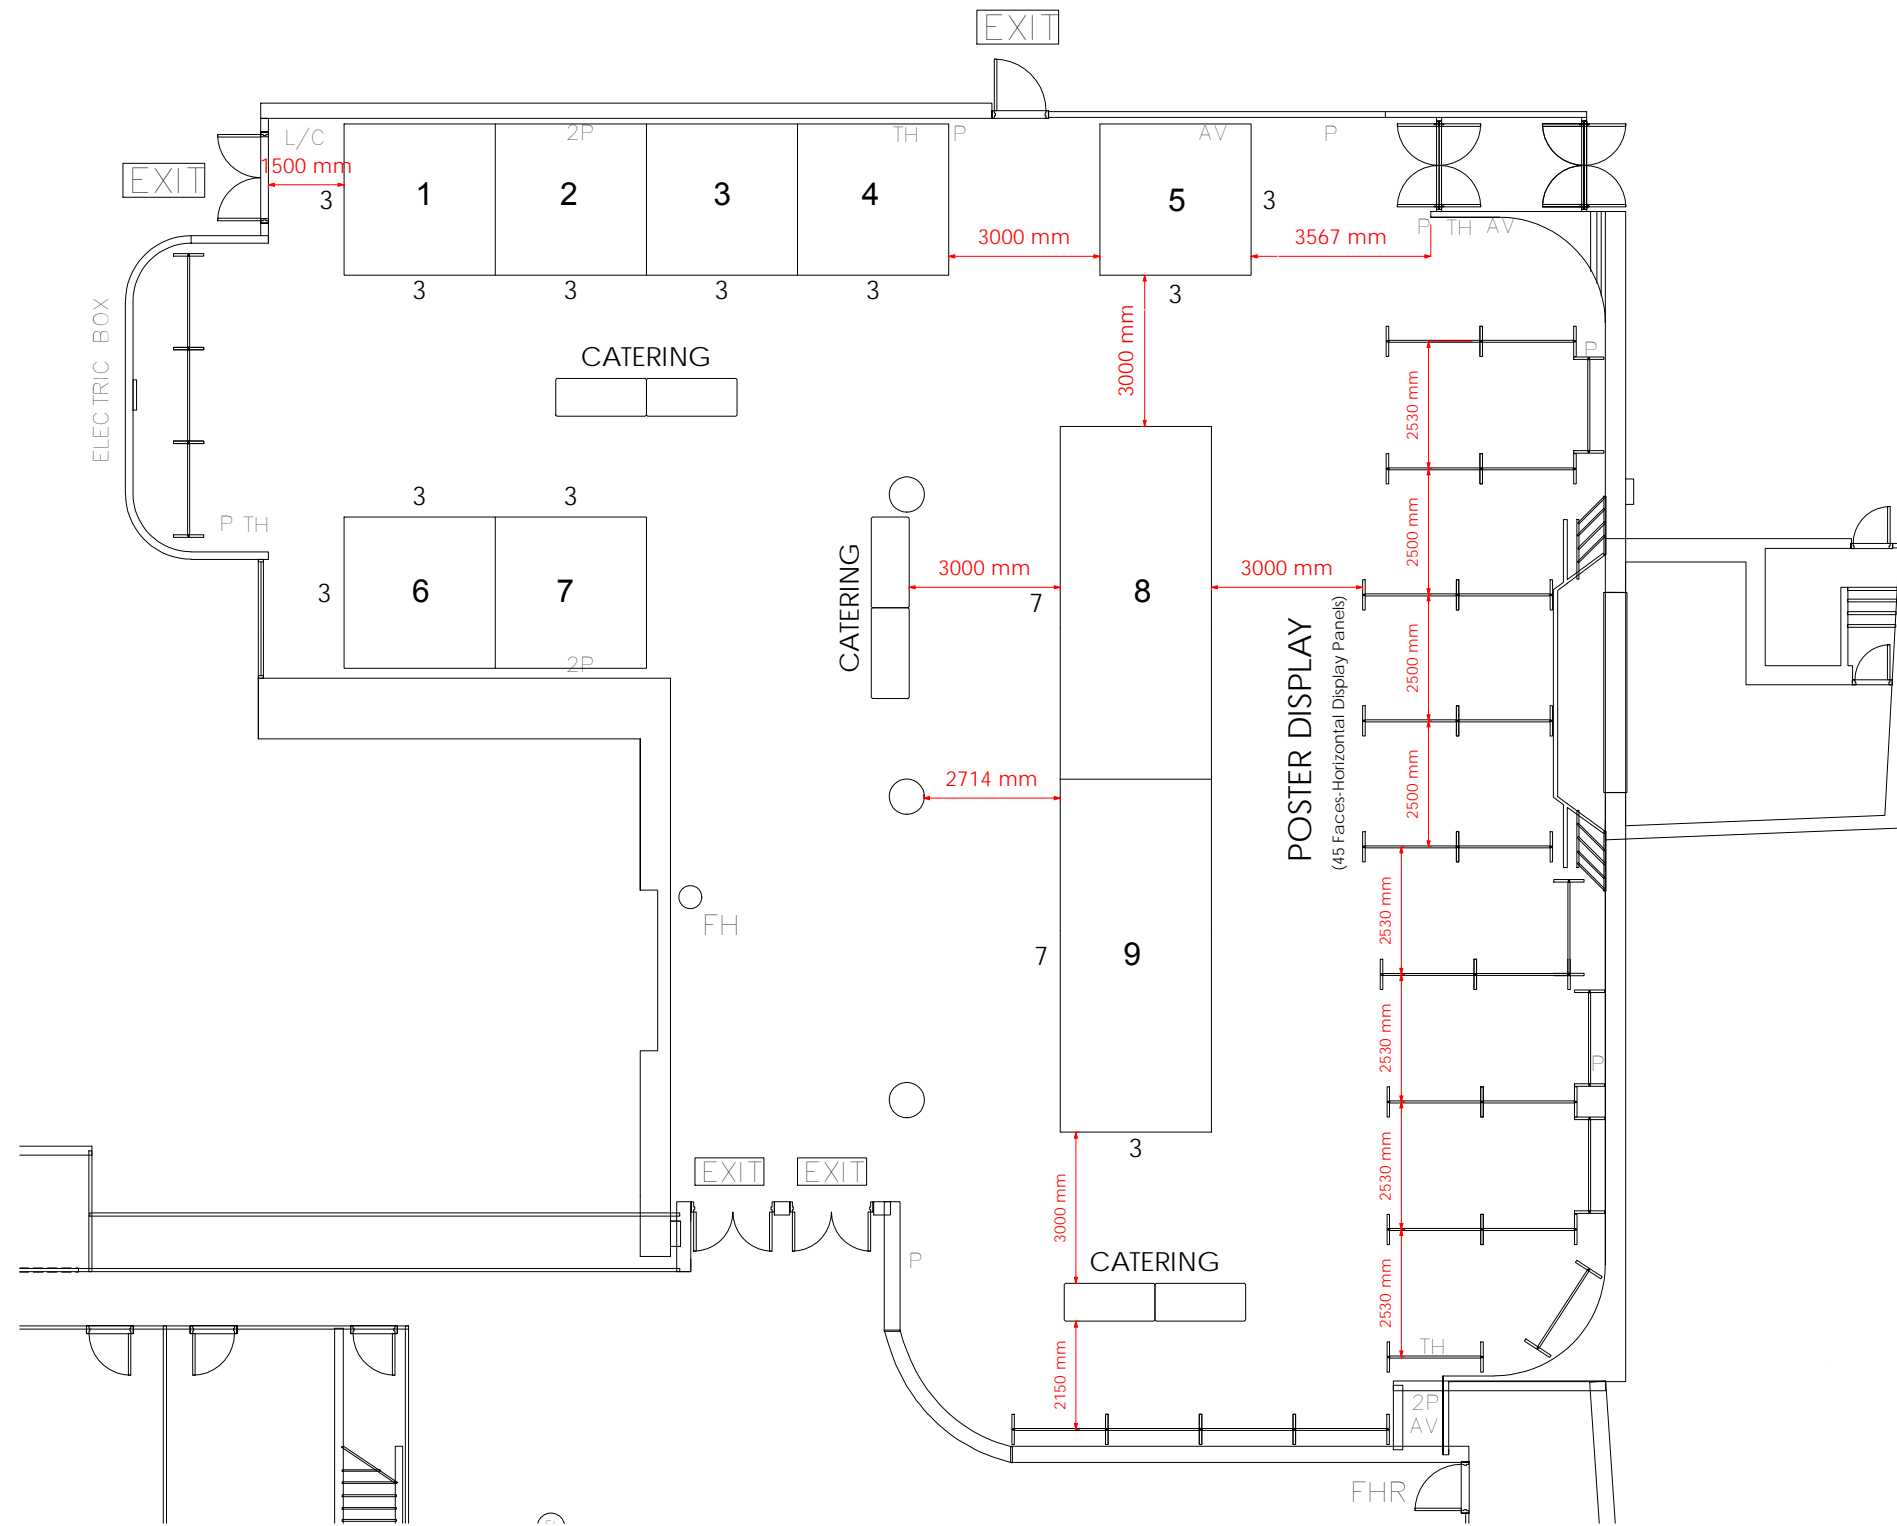 EXIT
L/C
2P
TH
P
AV
P
1500 mm
EXIT
3
1
2
3
4
5
3
P TH AV
3000 mm
3567 mm
3
3
3
3
3
ELECTRIC BOX
3000 mm
CATERING
P
2530 mm
3
3
P TH
2500 mm
CATERING
3000 mm
3000 mm
3
6
7
7
8
2P
POSTER DISPLAY
(45 Faces-Horizontal Display Panels)
2500 mm
2714 mm
2500 mm
FH
2530 mm
7
9
2530 mm
P
3
EXIT
EXIT
2530 mm
3000 mm
P
CATERING
2530 mm
TH
2150 mm
2P
AV
FHR